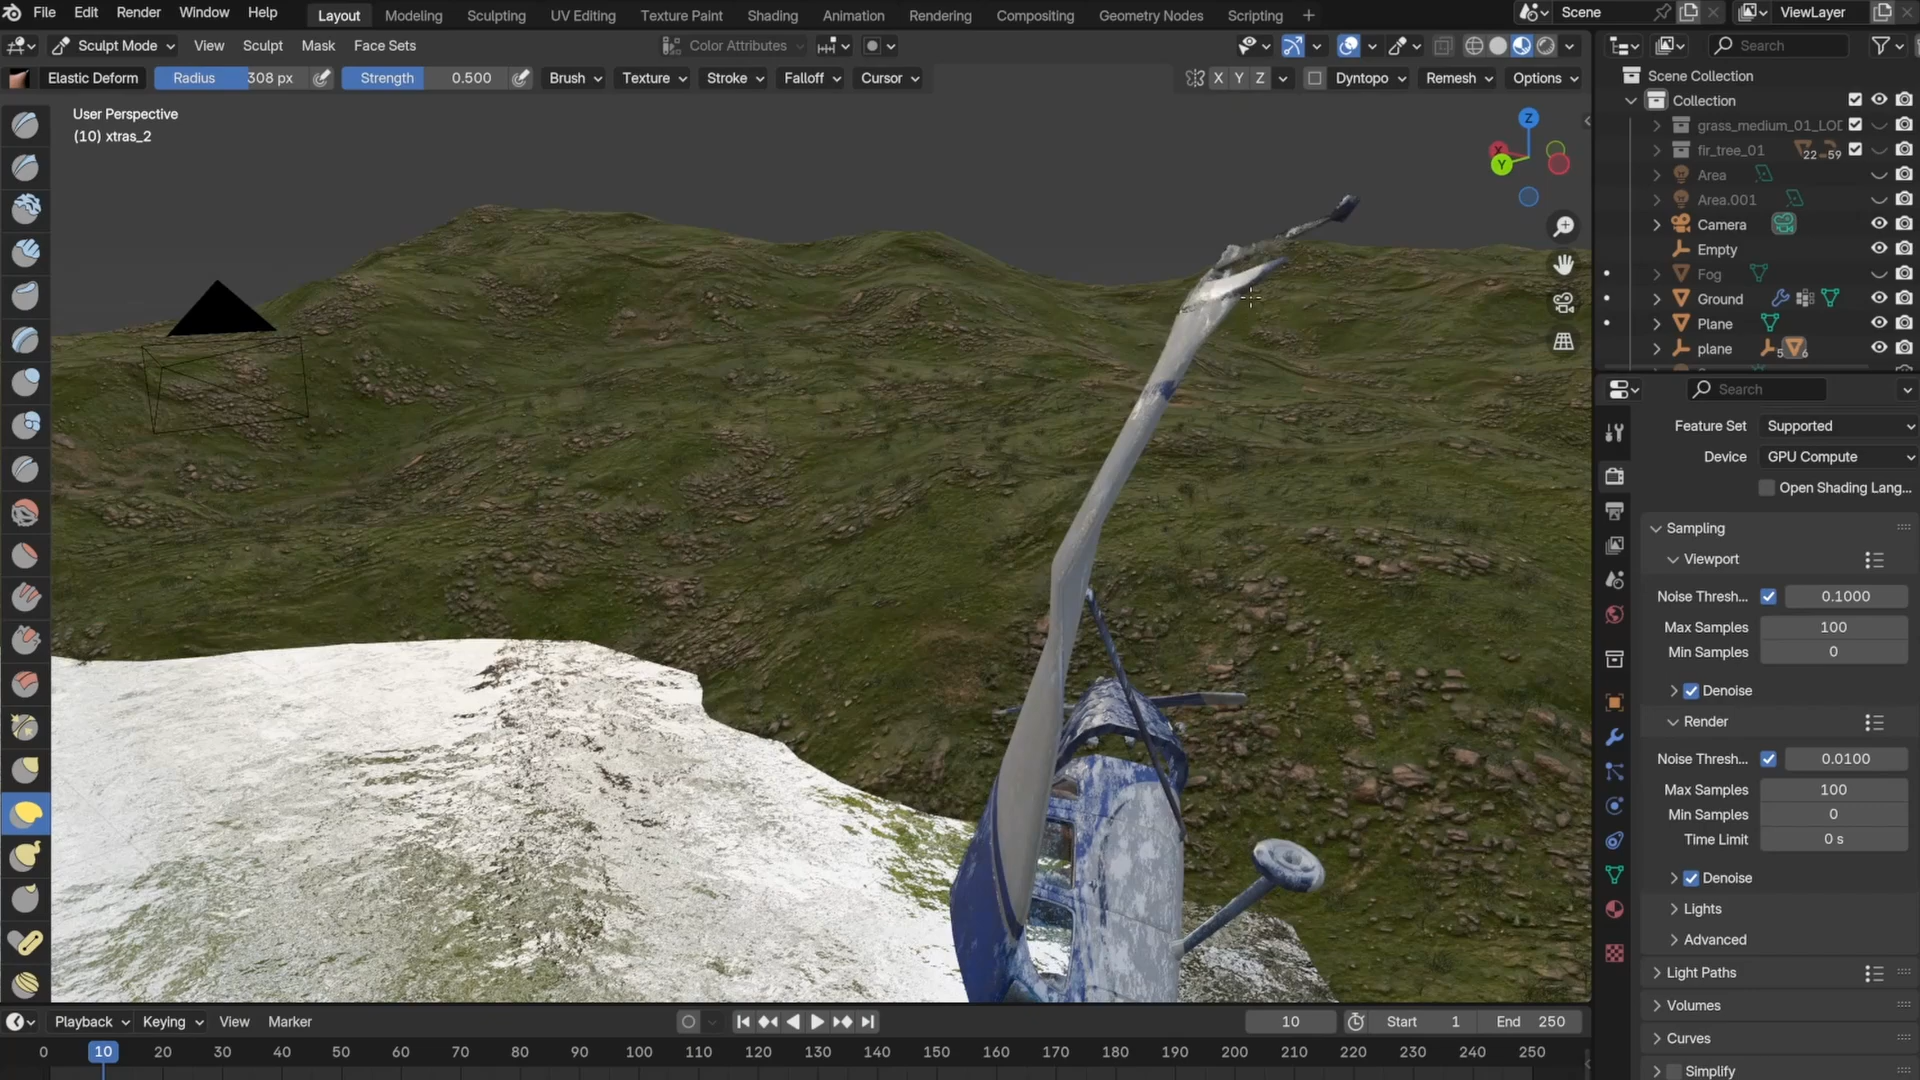 File Edit Render Window Help Layout Modeling Sculpting UV Editing Texture Paint Shading Animation Rendering Compositing Geometry Nodes Scripting + Scene ViewLayer
Sculpt Mode View Sculpt Mask Face Sets Color Attributes Search
Elastic Deform Radius 308 px Strength 0.500 Brush Texture Stroke Falloff Cursor X Y Z Dyntopo Remesh Options
User Perspective
(10) xtras_2
Z
X
Y
Scene Collection
Collection
grass_medium_01_LOD
fir_tree_01 22 59
Area
Area.001
Camera
Empty
Fog
Ground
Plane
plane 5 6
Search
Feature Set Supported
Device GPU Compute
Open Shading Lang...
Sampling
Viewport
Noise Thresh... 0.1000
Max Samples 100
Min Samples 0
Denoise
Render
Noise Thresh... 0.0100
Max Samples 100
Min Samples 0
Time Limit 0 s
Denoise
Lights
Advanced
Light Paths
Volumes
Curves
Simplify
Playback Keying View Marker 10 Start 1 End 250
0 10 20 30 40 50 60 70 80 90 100 110 120 130 140 150 160 170 180 190 200 210 220 230 240 250